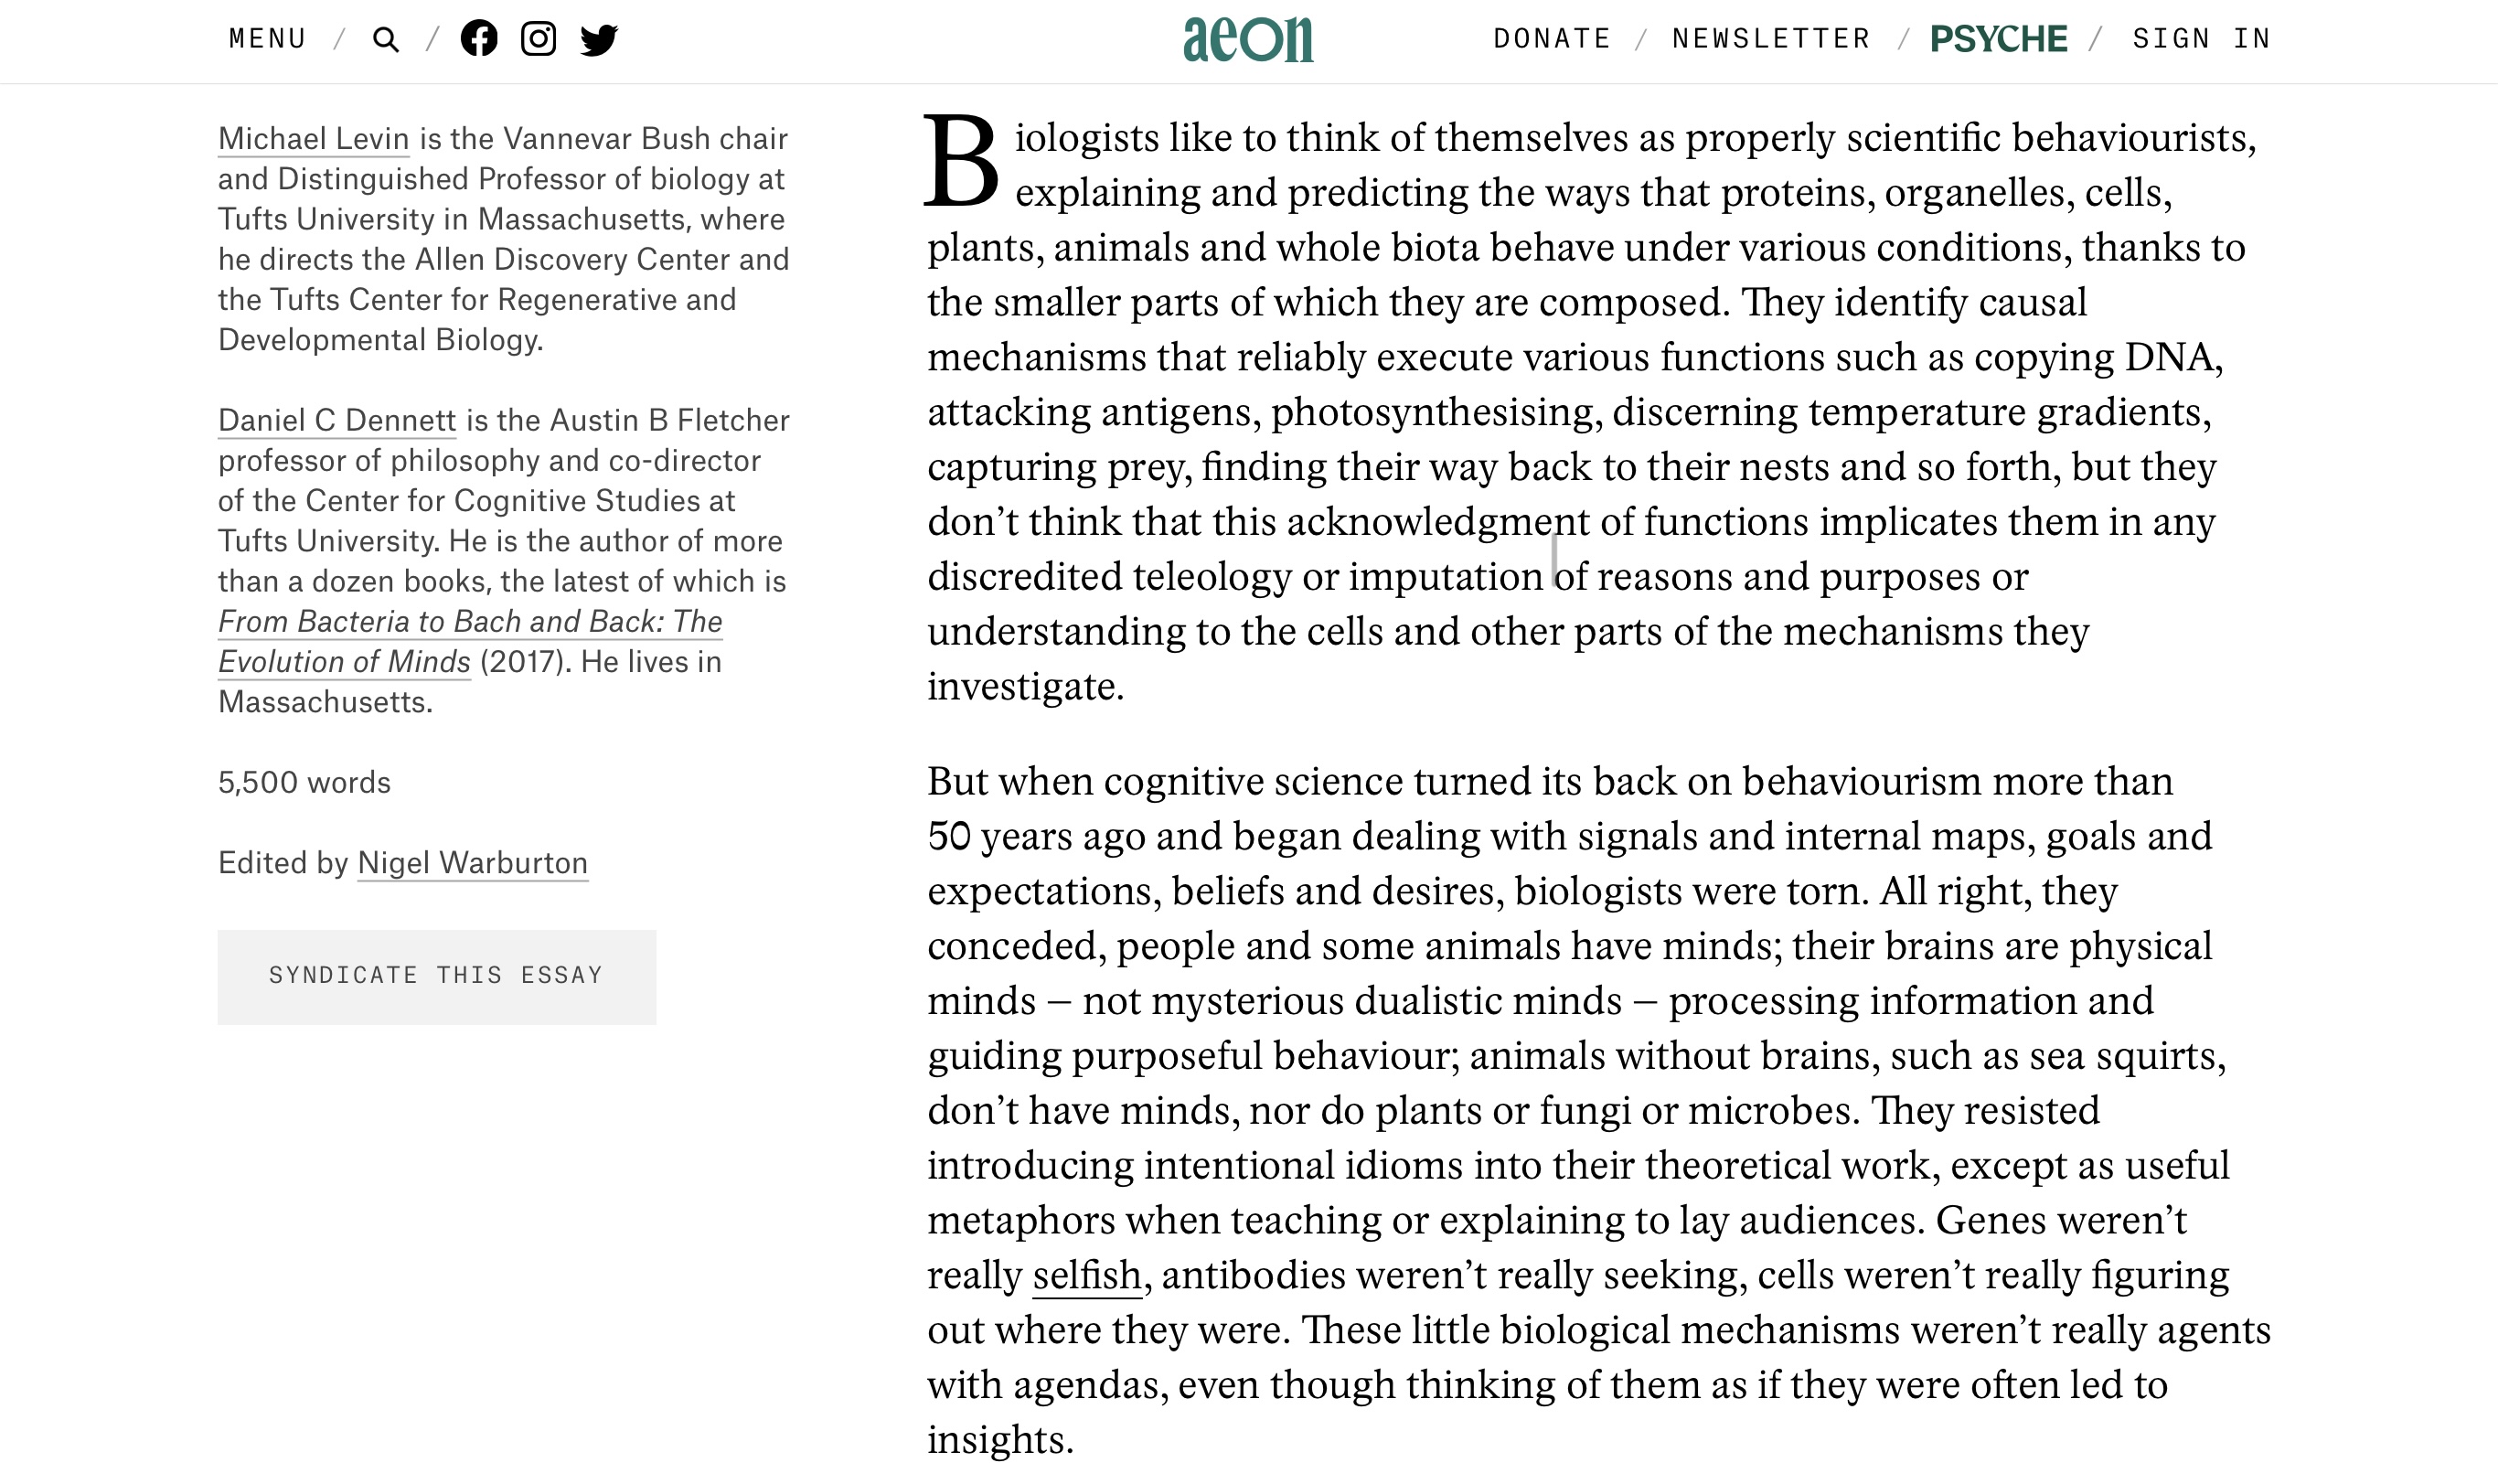 MENU / / aeon DONATE / NEWSLETTER / PSYCHE / SIGN IN
Michael Levin is the Vannevar Bush chair
and Distinguished Professor of biology at
Tufts University in Massachusetts, where
he directs the Allen Discovery Center and
the Tufts Center for Regenerative and
Developmental Biology.
Daniel C Dennett is the Austin B Fletcher
professor of philosophy and co-director
of the Center for Cognitive Studies at
Tufts University. He is the author of more
than a dozen books, the latest of which is
From Bacteria to Bach and Back: The
Evolution of Minds (2017). He lives in
Massachusetts.
5,500 words
Edited by Nigel Warburton
SYNDICATE THIS ESSAY
Biologists like to think of themselves as properly scientific behaviourists,
explaining and predicting the ways that proteins, organelles, cells,
plants, animals and whole biota behave under various conditions, thanks to
the smaller parts of which they are composed. They identify causal
mechanisms that reliably execute various functions such as copying DNA,
attacking antigens, photosynthesising, discerning temperature gradients,
capturing prey, finding their way back to their nests and so forth, but they
don’t think that this acknowledgment of functions implicates them in any
discredited teleology or imputation of reasons and purposes or
understanding to the cells and other parts of the mechanisms they
investigate.
But when cognitive science turned its back on behaviourism more than
50 years ago and began dealing with signals and internal maps, goals and
expectations, beliefs and desires, biologists were torn. All right, they
conceded, people and some animals have minds; their brains are physical
minds – not mysterious dualistic minds – processing information and
guiding purposeful behaviour; animals without brains, such as sea squirts,
don’t have minds, nor do plants or fungi or microbes. They resisted
introducing intentional idioms into their theoretical work, except as useful
metaphors when teaching or explaining to lay audiences. Genes weren’t
really selfish, antibodies weren’t really seeking, cells weren’t really figuring
out where they were. These little biological mechanisms weren’t really agents
with agendas, even though thinking of them as if they were often led to
insights.